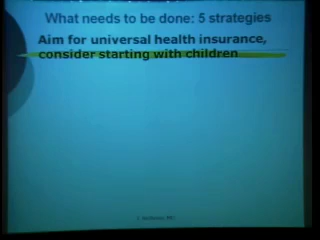 What needs to be done: 5 strategies
Aim for universal health insurance,
consider starting with children